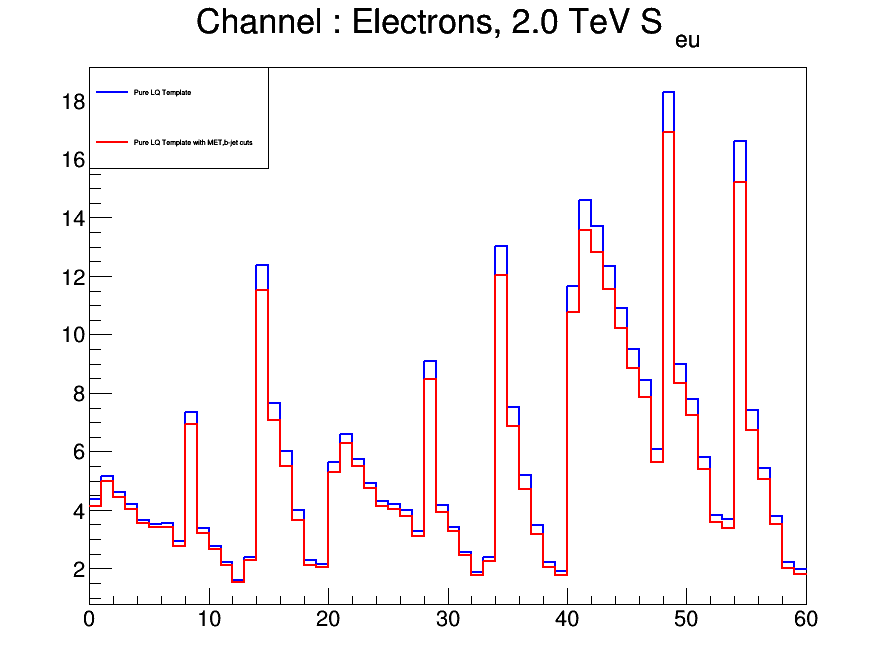 Channel : Electrons, 2.0 TeV S eu
Pure LQ Template
Pure LQ Template with MET,b-jet cuts
18
16
14
12
10
8
6
4
2
0 10 20 30 40 50 60